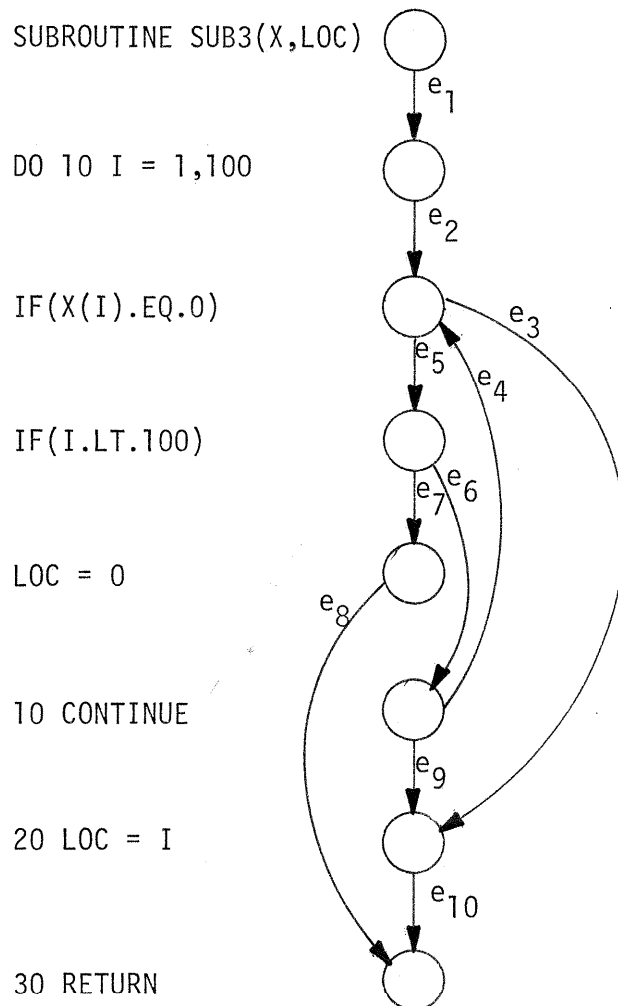 SUBROUTINE SUB3(X,LOC)
e1
DO 10 I = 1,100
e2
IF(X(I).EQ.0)
e3
e5
e4
IF(I.LT.100)
e6
e7
LOC = 0
e8
10 CONTINUE
e9
20 LOC = I
e10
30 RETURN